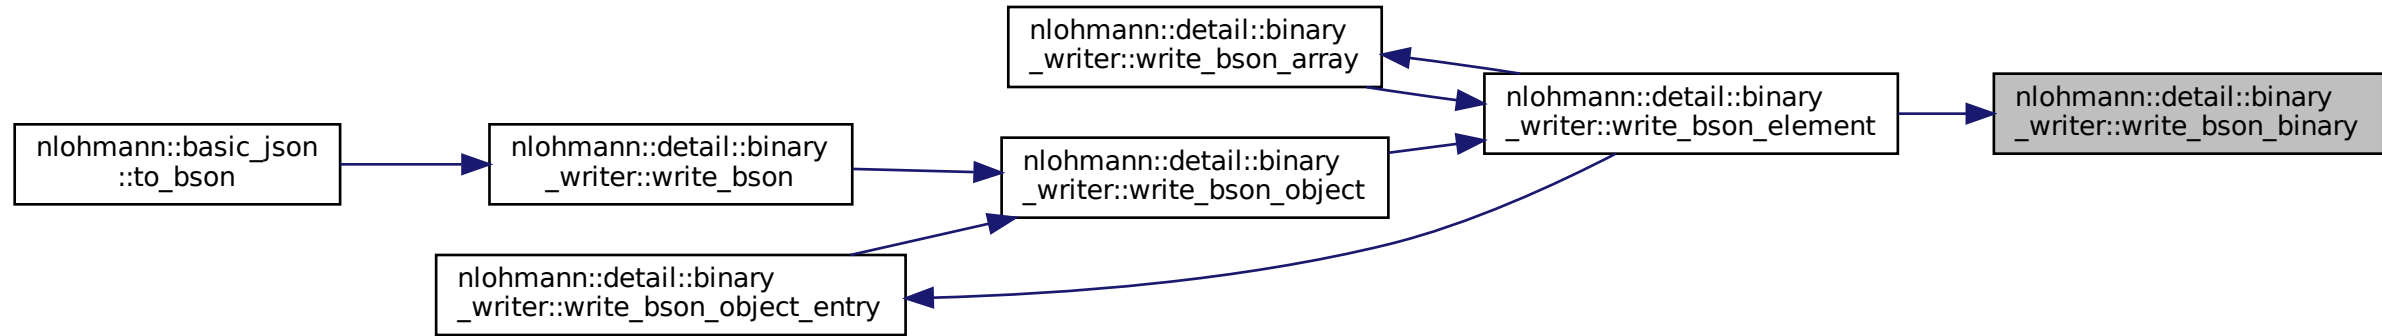 nlohmann::detail::binary
_writer::write_bson_array
nlohmann::detail::binary
_writer::write_bson_element
nlohmann::detail::binary
_writer::write_bson_binary
nlohmann::basic_json
::to_bson
nlohmann::detail::binary
_writer::write_bson
nlohmann::detail::binary
_writer::write_bson_object
nlohmann::detail::binary
_writer::write_bson_object_entry